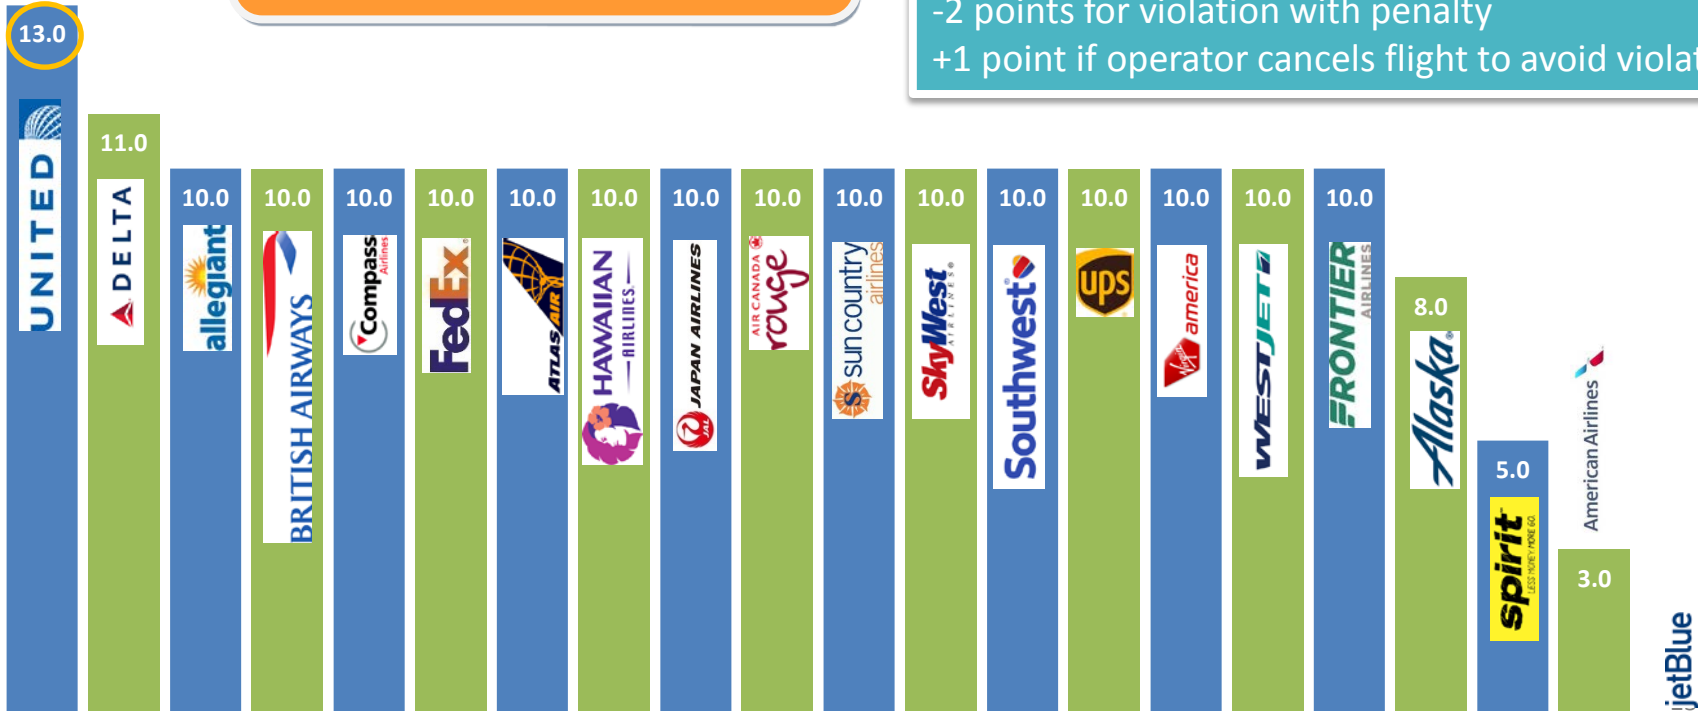 -2 points for violation with penalty
+1 point if operator cancels flight to avoid
13.0
UNITED
11.0
DELTA
10.0
allegiant
10.0
BRITISH AIRWAYS
10.0
Compass
Airlines
10.0
FedEx
10.0
ATLAS AIR
10.0
HAWAIIAN
AIRLINES
10.0
JAL
JAPAN AIRLINES
10.0
AIR CANADA
rouge
10.0
sun country
airlines
10.0
SkyWest
AIRLINES
10.0
Southwest
10.0
ups
10.0
Virgin america
10.0
WESTJET
10.0
FRONTIER
AIRLINES
8.0
Alaska
5.0
spirit
LESS MONEY. MORE GO.
American Airlines
3.0
jetBlue